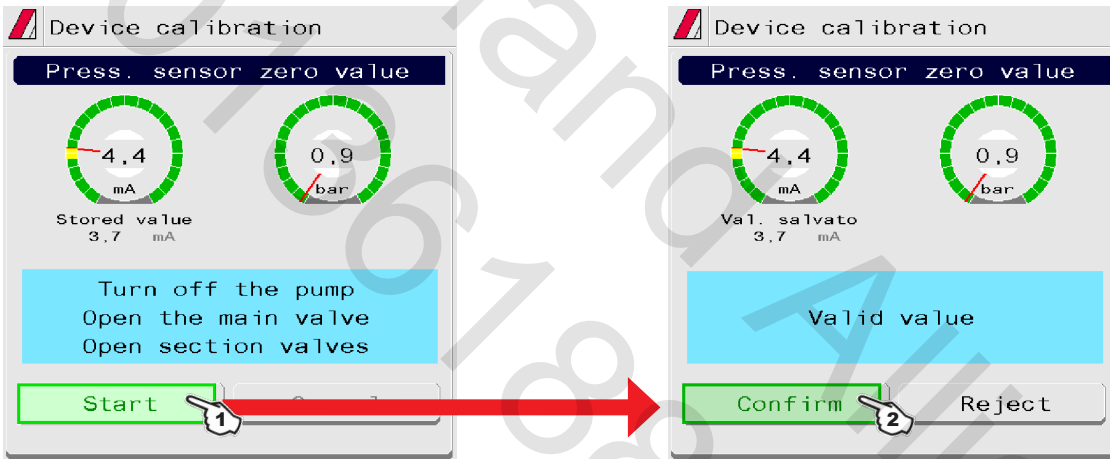 Device calibration
Press. sensor zero value
4,4
mA
0,9
bar
Stored value
3,7 mA
Turn off the pump
Open the main valve
Open section valves
Start
1
Device calibration
Press. sensor zero value
4,4
mA
0,9
bar
Val. salvato
3,7 mA
Valid value
Confirm
2
Reject